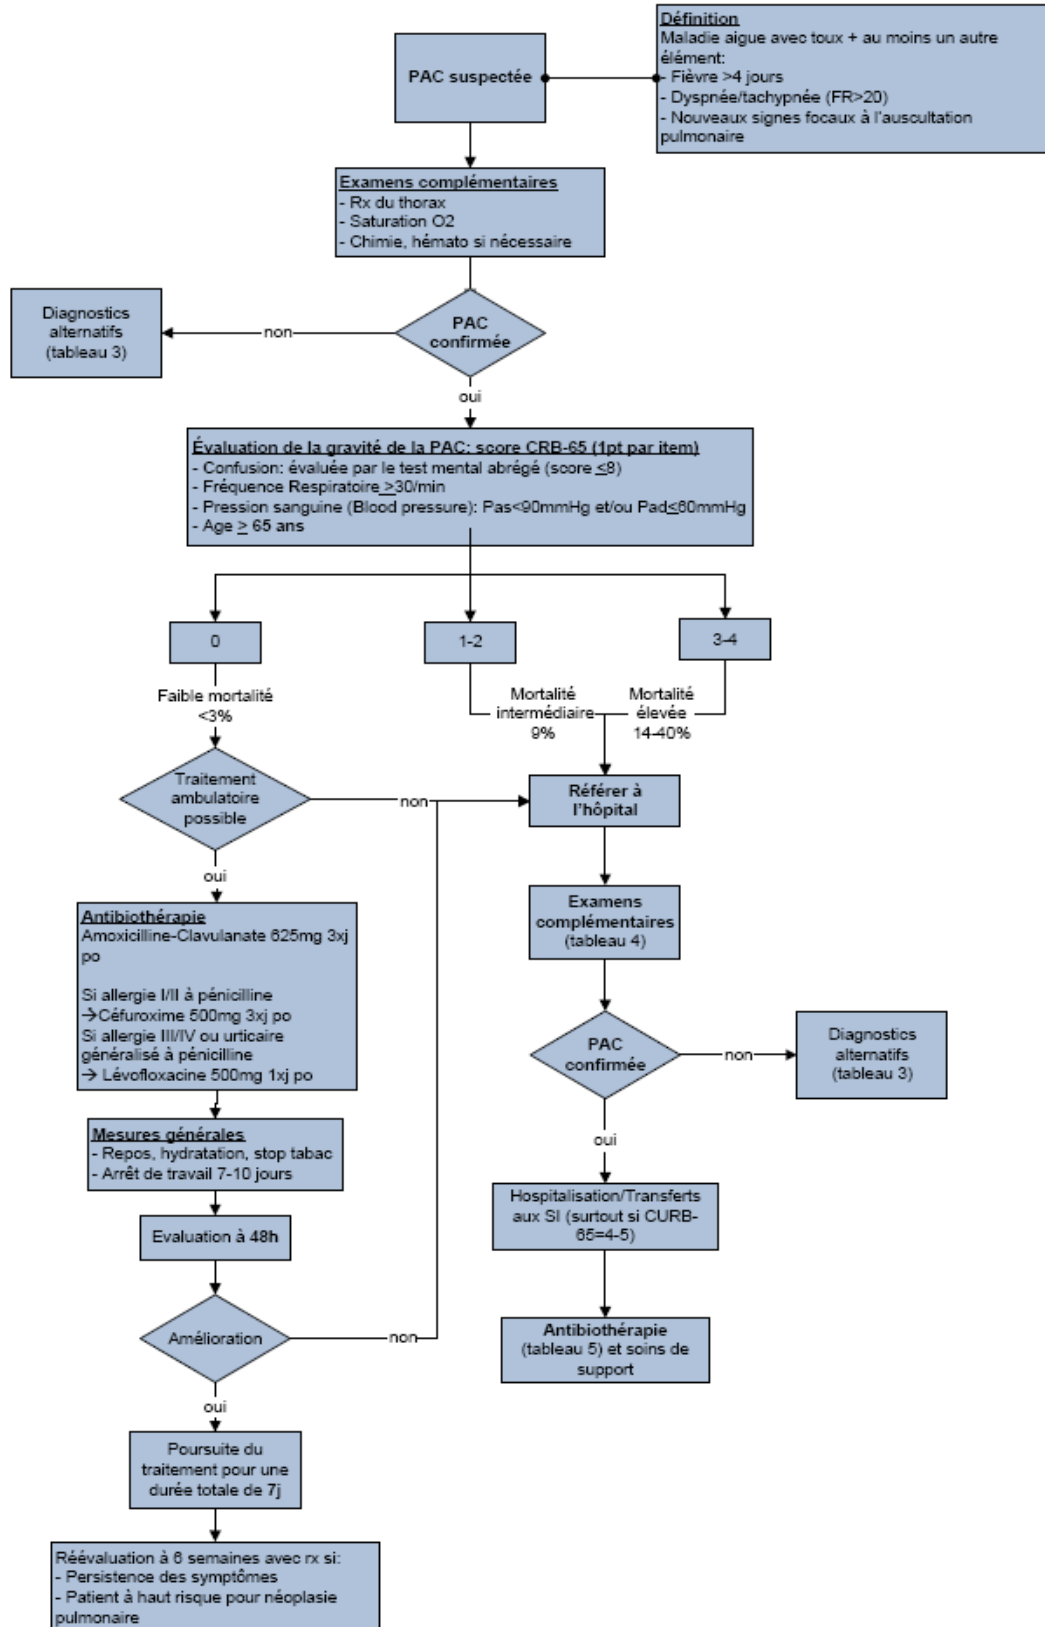 Définition
Maladie aigue avec toux + au moins un autre
élément:
- Fièvre >4 jours
- Dyspnée/tachypnée (FR>20)
- Nouveaux signes focaux à l'auscultation
pulmonaire
PAC suspectée
Examens complémentaires
- Rx du thorax
- Saturation O2
- Chimie, hémato si nécessaire
PAC
confirmée
non
Diagnostics
alternatifs
(tableau 3)
oui
Évaluation de la gravité de la PAC: score CRB-65 (1pt par item)
- Confusion: évaluée par le test mental abrégé (score ≤8)
- Fréquence Respiratoire ≥30/min
- Pression sanguine (Blood pressure): Pas<90mmHg et/ou Pad≤60mmHg
- Age ≥ 65 ans
0
1-2
3-4
Faible mortalité
<3%
Mortalité
intermédiaire
9%
Mortalité
élevée
14-40%
Traitement
ambulatoire
possible
non
Référer à
l'hôpital
oui
Antibiothérapie
Amoxicilline-Clavulanate 625mg 3xj
po
Si allergie I/II à pénicilline
→Céfuroxime 500mg 3xj po
Si allergie III/IV ou urticaire
généralisé à pénicilline
→ Lévofloxacine 500mg 1xj po
Examens
complémentaires
(tableau 4)
PAC
confirmée
non
Diagnostics
alternatifs
(tableau 3)
Mesures générales
- Repos, hydratation, stop tabac
- Arrêt de travail 7-10 jours
oui
Evaluation à 48h
Hospitalisation/Transferts
aux SI (surtout si CURB-
65=4-5)
Amélioration
non
Antibiothérapie
(tableau 5) et soins de
support
oui
Poursuite du
traitement pour une
durée totale de 7j
Réévaluation à 6 semaines avec rx si:
- Persistence des symptômes
- Patient à haut risque pour néoplasie
pulmonaire